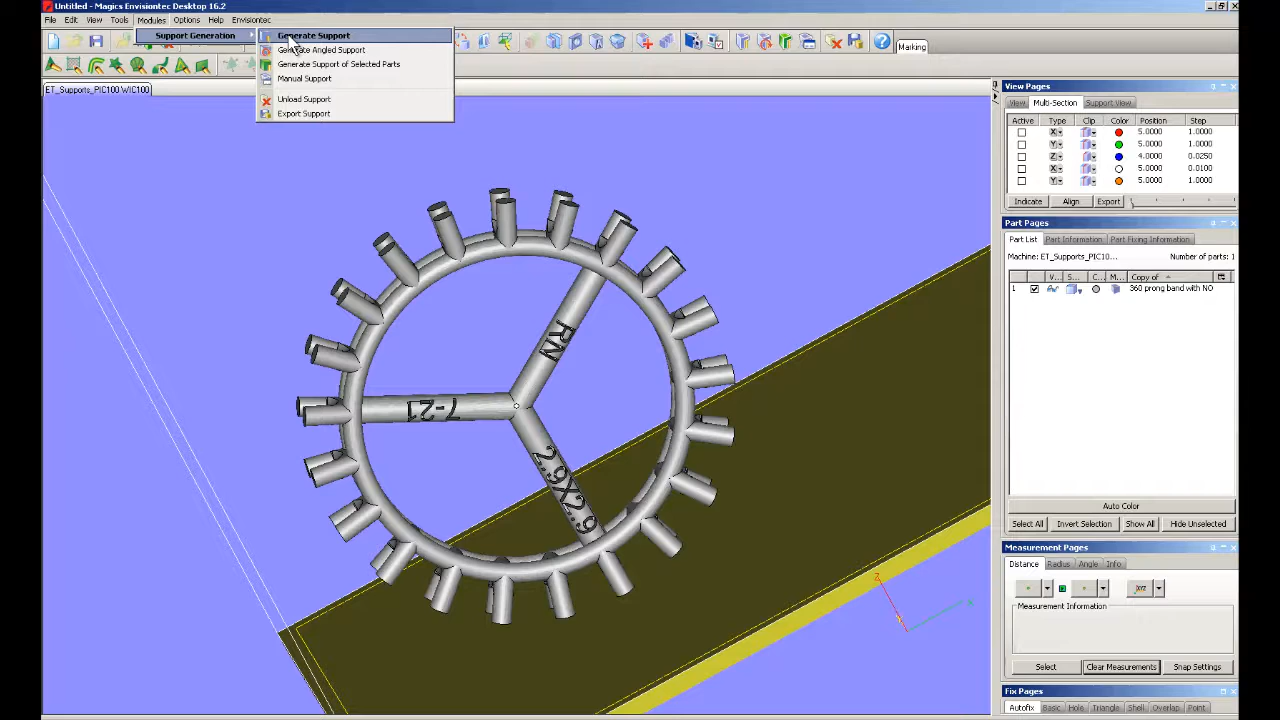 Untitled - Magics Envisiontec Desktop 16.2
File Edit View Tools Modules Options Help Envisiontec
Support Generation
Generate Support
Generate Angled Support
Generate Support of Selected Parts
Manual Support
Unload Support
Export Support
Marking
ET_Supports_PIC100 WIC100
RN
7-21
2.9X2.9
View Pages
View Multi-Section Support View
Active Type Clip Color Position Step
X 5.0000 1.0000
Y 5.0000 1.0000
Z 4.0000 0.0250
X 5.0000 0.0100
Y 5.0000 1.0000
Indicate Align Export
Part Pages
Part List Part Information Part Fixing Information
Machine: ET_Supports_PIC10... Number of parts: 1
V... S... C... M... Copy of
1 360 prong band with NO
Auto Color
Select All Invert Selection Show All Hide Unselected
Measurement Pages
Distance Radius Angle Info
XYZ
Measurement Information
Select Clear Measurements Snap Settings
Fix Pages
Autofix Basic Hole Triangle Shell Overlap Point
Z
X